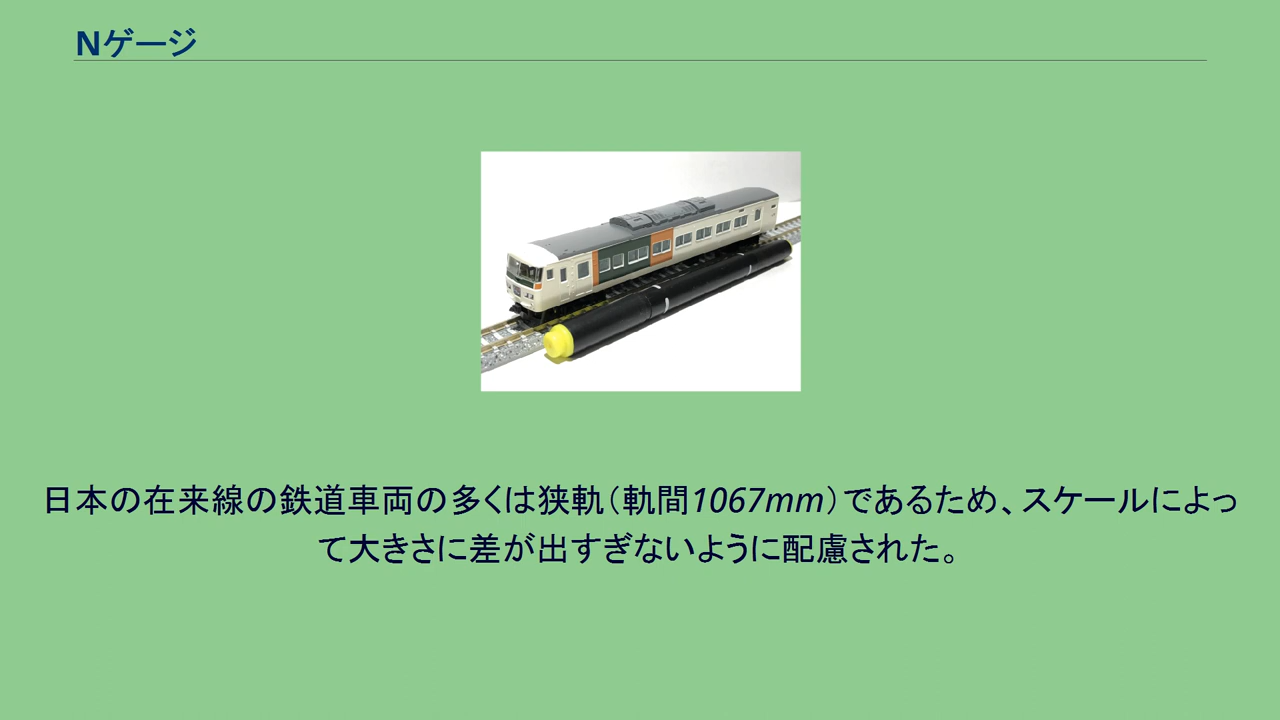 Nゲージ
日本の在来線の鉄道車両の多くは狭軌（軌間1067mm）であるため、スケールによっ
て大きさに差が出すぎないように配慮された。